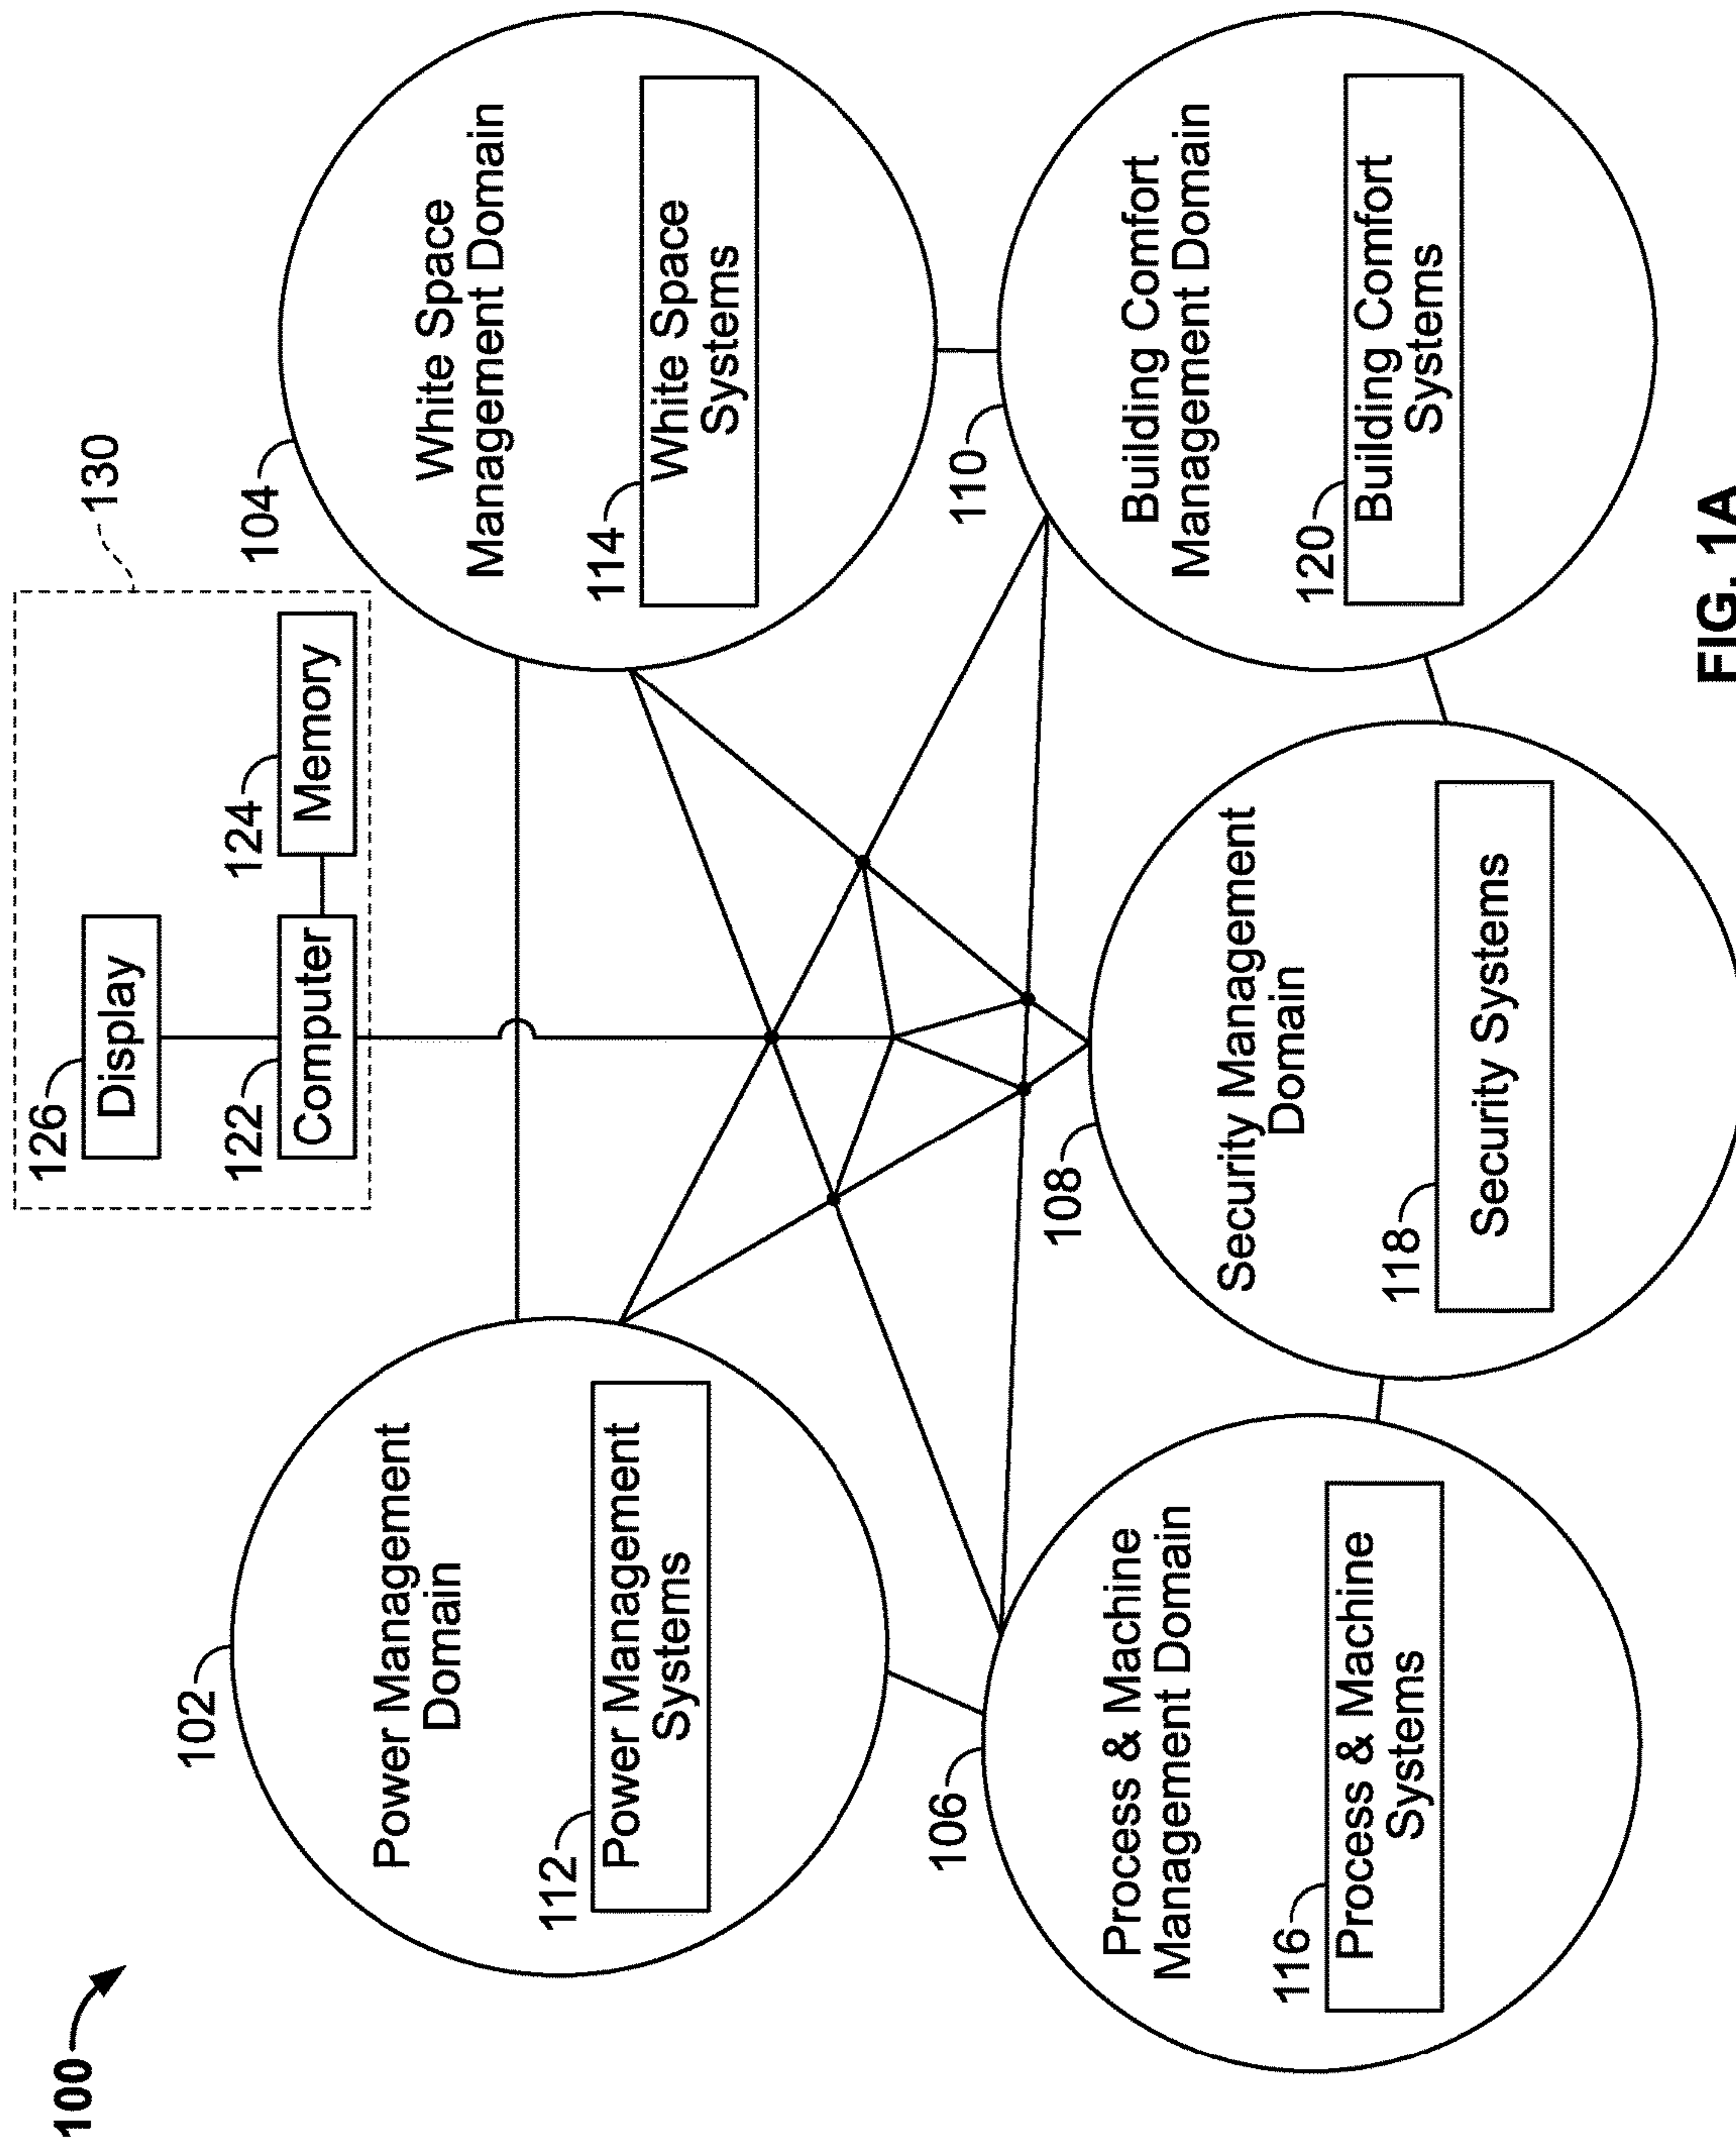 100
130
126
Display
122
Computer
124
Memory
102
Power Management
Domain
112
Power Management
Systems
104
White Space
Management Domain
114
White Space
Systems
106
Process & Machine
Management Domain
116
Process & Machine
Systems
108
Security Management
Domain
118
Security Systems
110
Building Comfort
Management Domain
120
Building Comfort
Systems
FIG. 1A